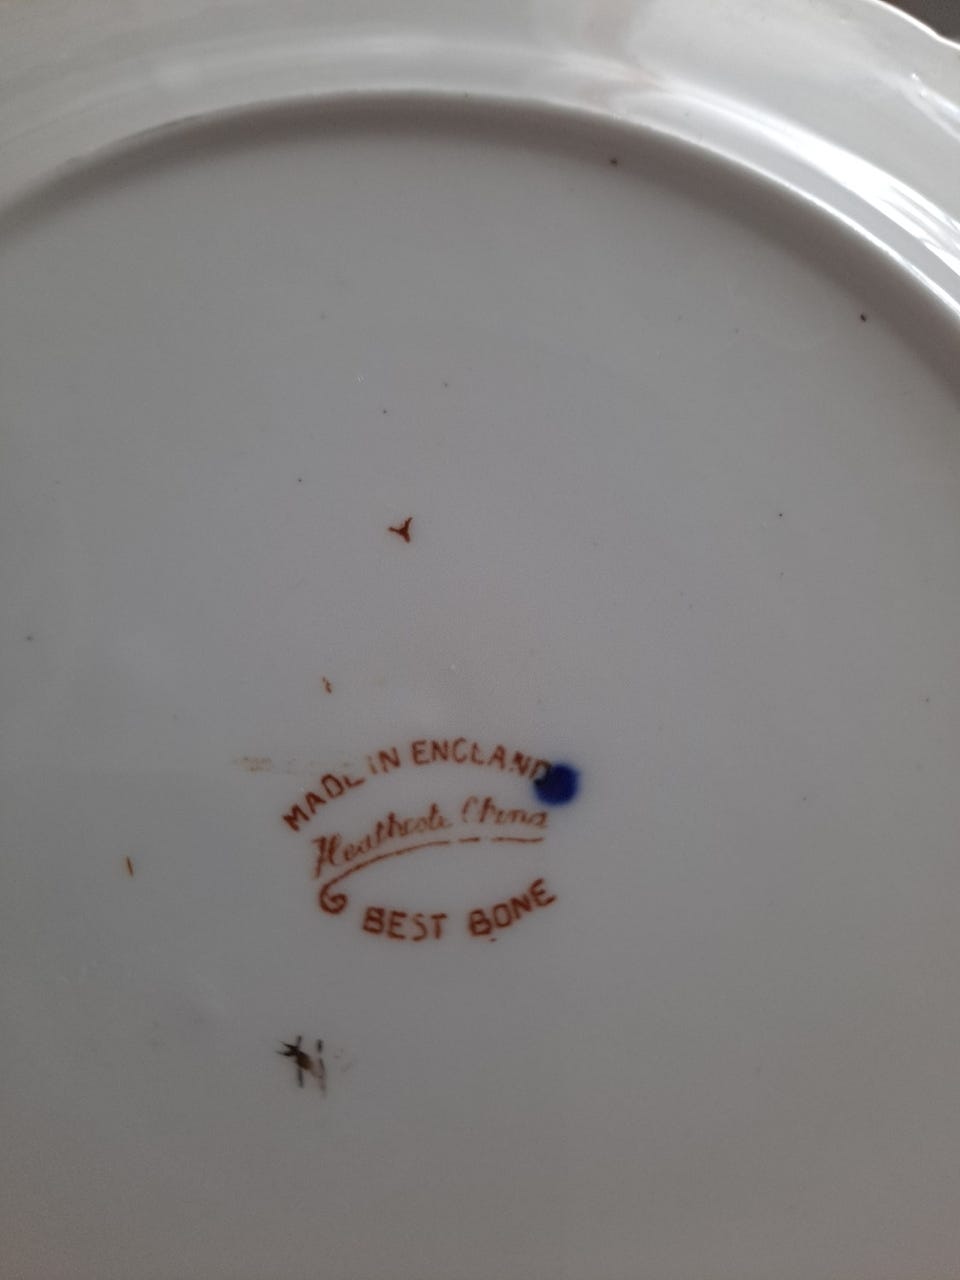 MADE IN ENGLAND
Heathcote China
BEST BONE